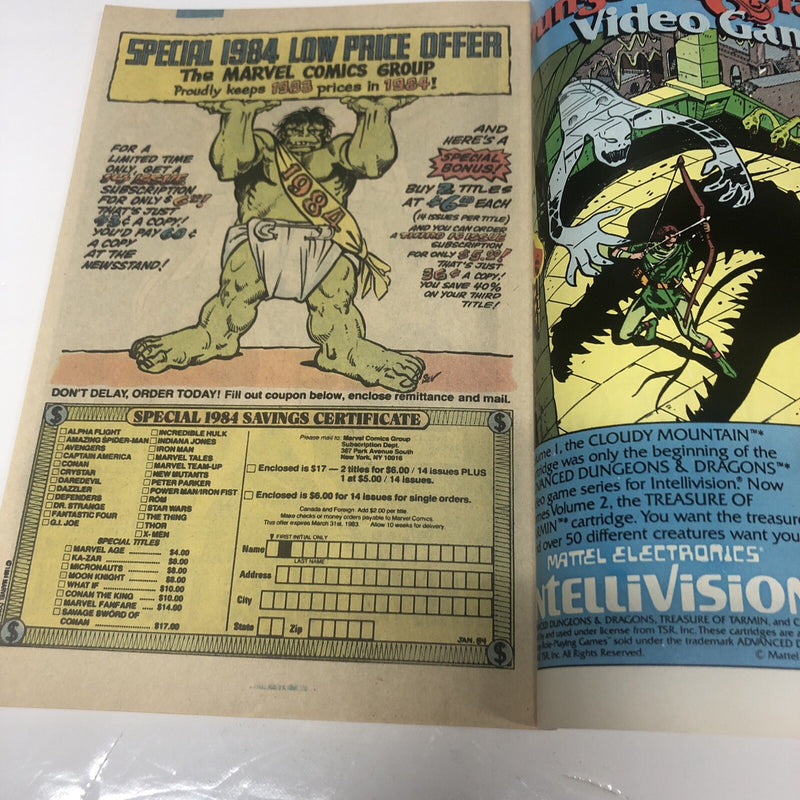 SPECIAL 1984 LOW PRICE OFFER
The MARVEL COMICS GROUP
Proudly keeps 1983 prices in 1984!
FOR A
LIMITED TIME
ONLY, GET A
SUBSCRIPTION
FOR ONLY $
THAT'S JUST
¢ A COPY!
YOU'D PAY 60¢
A COPY
AT THE
NEWSSTAND!
1984
AND
HERE'S A
SPECIAL
BONUS!
BUY 2 TITLES
AT $6.00 EACH
(14 ISSUES PER TITLE)
AND YOU CAN ORDER
A
SUBSCRIPTION
FOR ONLY $5.00!
THAT'S JUST
36¢ A COPY!
YOU SAVE 40%
ON YOUR THIRD
TITLE!
DON'T DELAY, ORDER TODAY! Fill out coupon below, enclose remittance and mail.
$ $
SPECIAL 1984 SAVINGS CERTIFICATE
ALPHA FLIGHT
AMAZING SPIDER-MAN
AVENGERS
CAPTAIN AMERICA
CONAN
CRYSTAR
DAREDEVIL
DAZZLER
DEFENDERS
DR. STRANGE
FANTASTIC FOUR
G.I. JOE
INCREDIBLE HULK
INDIANA JONES
IRON MAN
MARVEL TALES
MARVEL TEAM-UP
NEW MUTANTS
PETER PARKER
POWER MAN/IRON FIST
ROM
STAR WARS
THE THING
THOR
X-MEN
SPECIAL TITLES
MARVEL AGE $4.00
KA-ZAR $8.00
MICRONAUTS $8.00
MOON KNIGHT $8.00
WHAT IF $10.00
CONAN THE KING $10.00
MARVEL FANFARE $14.00
SAVAGE SWORD OF
CONAN $17.00
Please mail to: Marvel Comics Group
Subscription Dept.
387 Park Avenue South
New York, NY 10016
Enclosed is $17 — 2 titles for $6.00 / 14 issues PLUS
1 at $5.00 / 14 issues.
Enclosed is $6.00 for 14 issues for single orders.
Canada and Foreign: Add $2.00 per title
Make checks or money orders payable to Marvel Comics.
This offer expires March 31st. 1983. Allow 10 weeks for delivery.
FIRST INITIAL ONLY
Name
LAST NAME
Address
City
State Zip
JAN. 84
$ $
Video Gam
me 1, the CLOUDY MOUNTAIN™*
ridge was only the beginning of the
VANCED DUNGEONS & DRAGONS™*
eo game series for Intellivision.® Now
es Volume 2, the TREASURE OF
RMIN™* cartridge. You want the treasure
d over 50 different creatures want you
MATTEL ELECTRONICS®
NTELLIVISION
CED DUNGEONS & DRAGONS, TREASURE OF TARMIN, and C
and used under license from TSR, Inc. These cartridges are
Role-Playing Games sold under the trademark ADVANCED D
TSR, Inc. All Rights Reserved. © Mattel